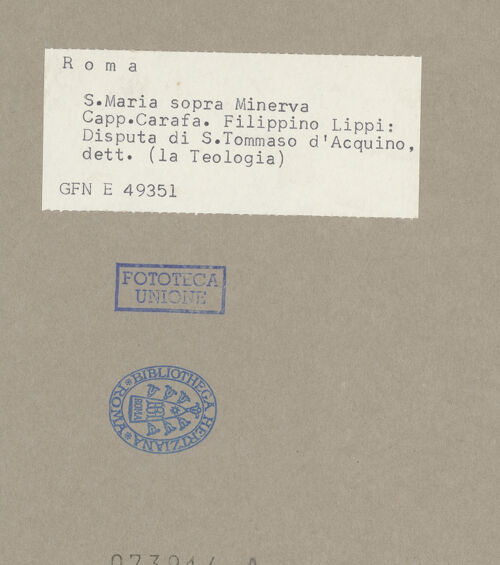 Roma
S.Maria sopra Minerva
Capp.Carafa. Filippino Lippi:
Disputa di S.Tommaso d'Acquino,
dett. (la Teologia)
GFN E 49351
FOTOTECA
UNIONE
BIBLIOTHECA HERTZIANA
ROMA